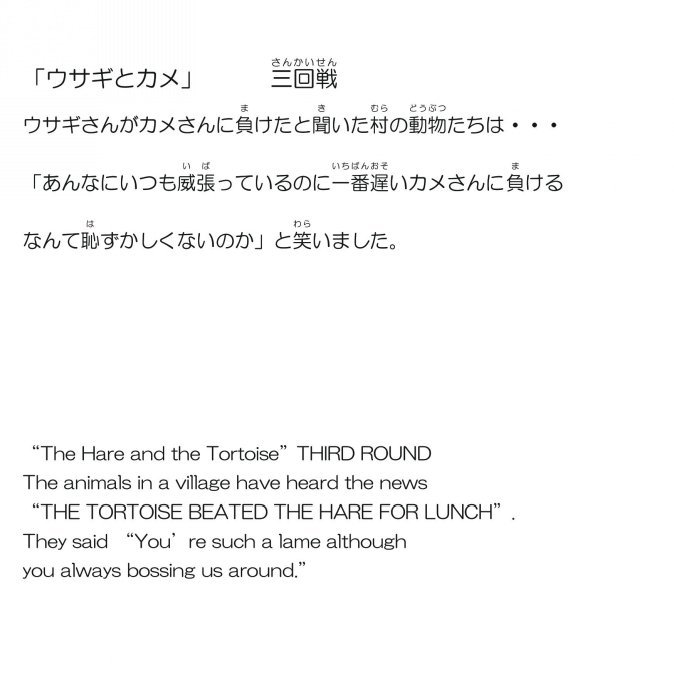 さんかいせん
「ウサギとカメ」　　　三回戦
ま　き　むら　どうぶつ
ウサギさんがカメさんに負けたと聞いた村の動物たちは・・・
いば　いちばんおそ　ま
「あんなにいつも威張っているのに一番遅いカメさんに負ける
は　わら
なんて恥ずかしくないのか」と笑いました。
“The Hare and the Tortoise” THIRD ROUND
The animals in a village have heard the news
“THE TORTOISE BEATED THE HARE FOR LUNCH”.
They said “You’re such a lame although
you always bossing us around.”